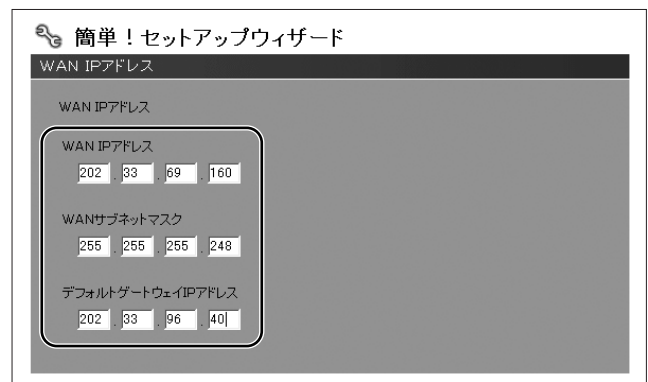 簡単!セットアップウィザード
WAN IPアドレス
WAN IPアドレス
WAN IPアドレス
202 . 33 . 69 . 160
WANサブネットマスク
255 . 255 . 255 . 248
デフォルトゲートウェイIPアドレス
202 . 33 . 96 . 40